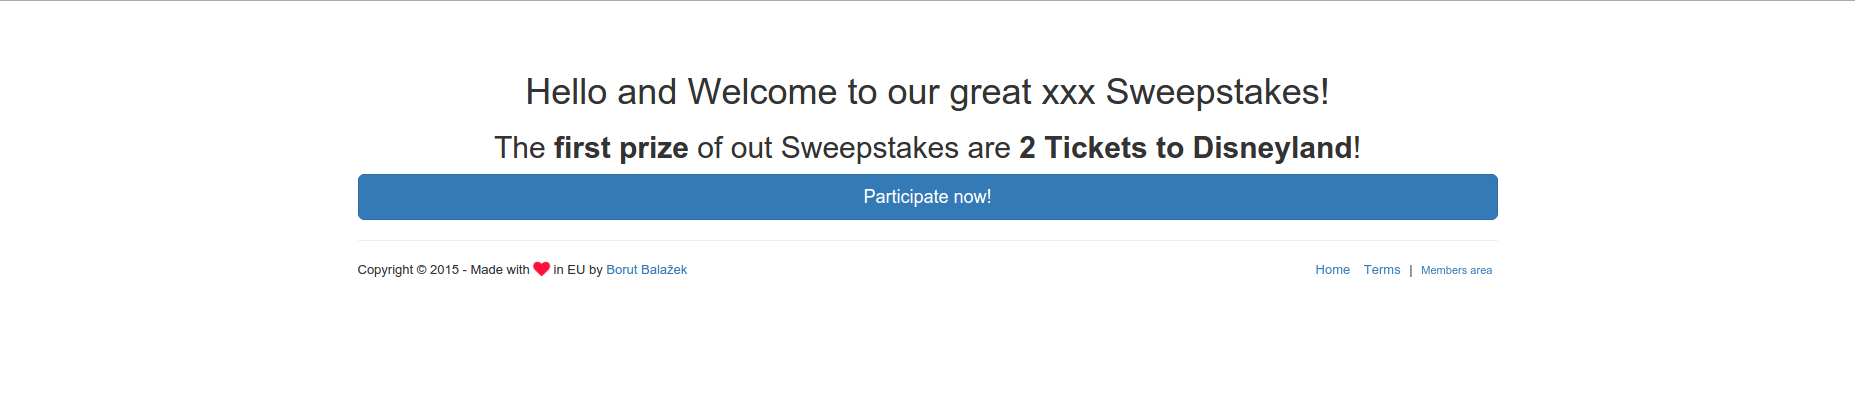 Hello and Welcome to our great xxx Sweepstakes!
The first prize of out Sweepstakes are 2 Tickets to Disneyland!
Participate now!
Copyright © 2015 - Made with ❤ in EU by Borut Balažek
Home Terms | Members area